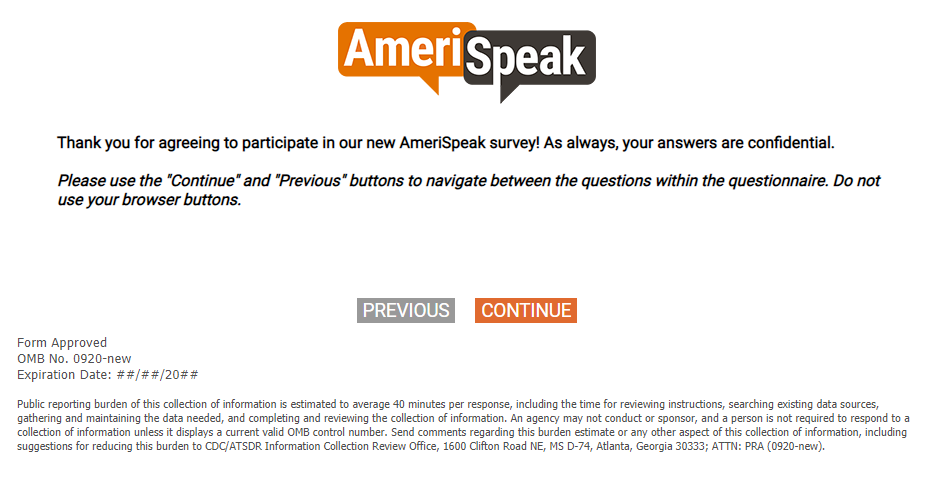 AmeriSpeak
Thank you for agreeing to participate in our new AmeriSpeak survey! As always, your answers are confidential.
Please use the "Continue" and "Previous" buttons to navigate between the questions within the questionnaire. Do not
use your browser buttons.
PREVIOUS CONTINUE
Form Approved
OMB No. 0920-new
Expiration Date: ##/##/20##
Public reporting burden of this collection of information is estimated to average 40 minutes per response, including the time for reviewing instructions, searching existing data sources,
gathering and maintaining the data needed, and completing and reviewing the collection of information. An agency may not conduct or sponsor, and a person is not required to respond to a
collection of information unless it displays a current valid OMB control number. Send comments regarding this burden estimate or any other aspect of this collection of information, including
suggestions for reducing this burden to CDC/ATSDR Information Collection Review Office, 1600 Clifton Road NE, MS D-74, Atlanta, Georgia 30333; ATTN: PRA (0920-new).